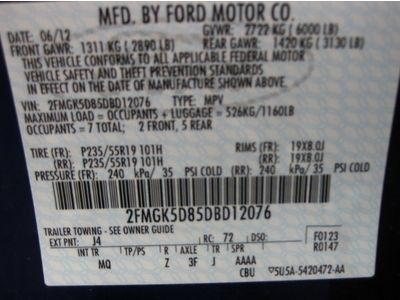 MFD. BY FORD MOTOR CO.
DATE: 06/12 GVWR: 2722 KG ( 6000 LB)
FRONT GAWR: 1311 KG ( 2890 LB) REAR GAWR: 1420 KG ( 3130 LB)
THIS VEHICLE CONFORMS TO ALL APPLICABLE FEDERAL MOTOR
VEHICLE SAFETY AND THEFT PREVENTION STANDARDS
IN EFFECT ON THE DATE OF MANUFACTURE SHOWN ABOVE.
VIN: 2FMGK5D85DBD12076 TYPE: MPV
MAXIMUM LOAD = OCCUPANTS + LUGGAGE = 526KG/1160LB
OCCUPANTS = 7 TOTAL; 2 FRONT, 5 REAR
TIRE (FR): P235/55R19 101H RIMS (FR): 19X8.0J
(RR): P235/55R19 101H (RR): 19X8.0J
PRESSURE (FR): 240 kPa/ 35 PSI COLD (RR): 240 kPa/ 35 PSI COLD
2FMGK5D85DBD12076
TRAILER TOWING - SEE OWNER GUIDE F0123
EXT PNT: J4 RC: 72 DSO: R0147
INT TR TP/PS R AXLE TR SPR
MQ Z 3F J AAAA
CBU 5U5A-5420472-AA